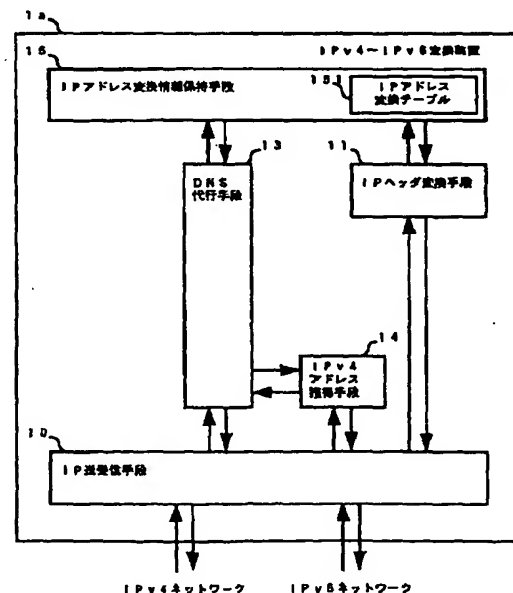 1a
IPv4~IPv6変換装置
15
IPアドレス変換情報保持手段
151
IPアドレス
変換テーブル
13
11
DNS
代行手段
IPヘッダ変換手段
14
IPv4
アドレス
獲得手段
10
IP送受信手段
IPv4ネットワーク
IPv6ネットワーク